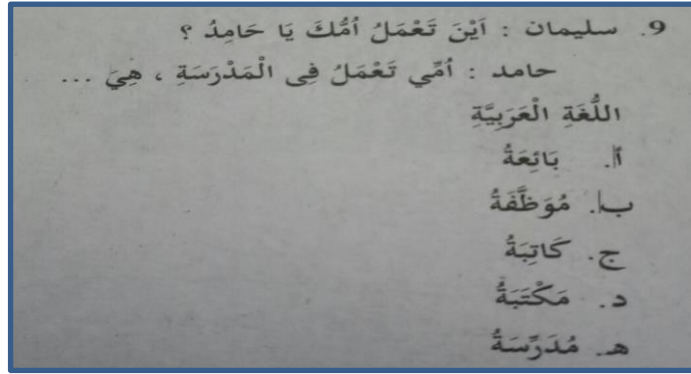 9. سليمان : اَيْنَ تَعْمَلُ اُمُّكَ يَا حَامِدُ ؟
حامد : اُمِّي تَعْمَلُ فِى الْمَدْرَسَةِ ، هِيَ ...
اللُّغَةِ الْعَرَبِيَّةِ
أ. بَائِعَةُ
ب. مُوَظَّفَةُ
ج. كَاتِبَةُ
د. مَكْتَبَةُ
هـ. مُدَرِّسَةُ